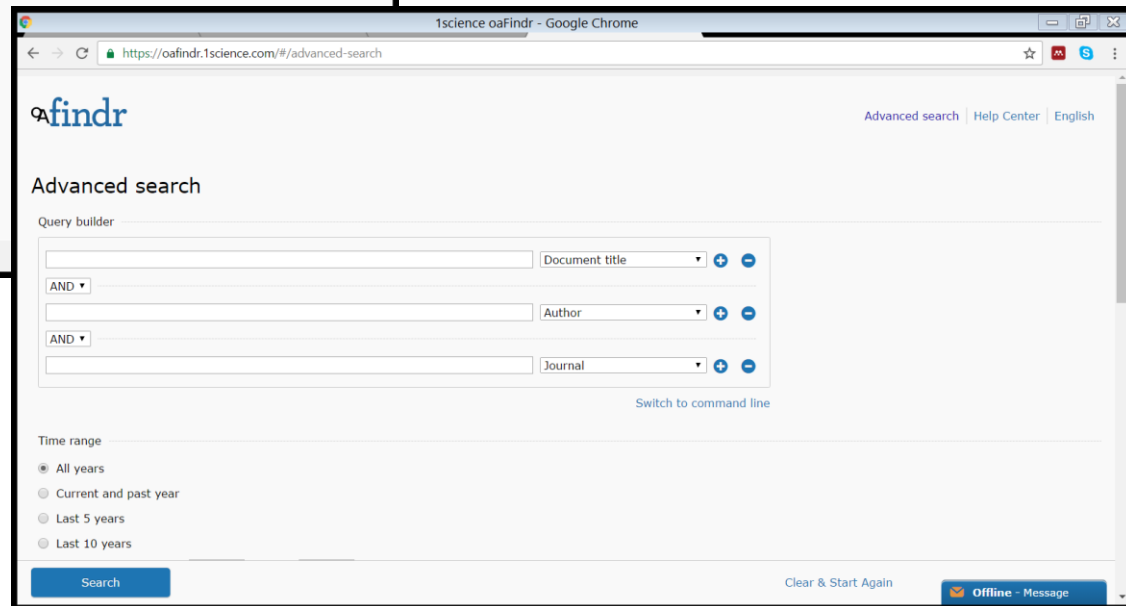 1science oaFindr - Google Chrome
https://oafindr.1science.com/#/advanced-search
OAfindr
Advanced search | Help Center | English
Advanced search
Query builder
Document title
AND
Author
AND
Journal
Switch to command line
Time range
All years
Current and past year
Last 5 years
Last 10 years
Search
Clear & Start Again
Offline - Message